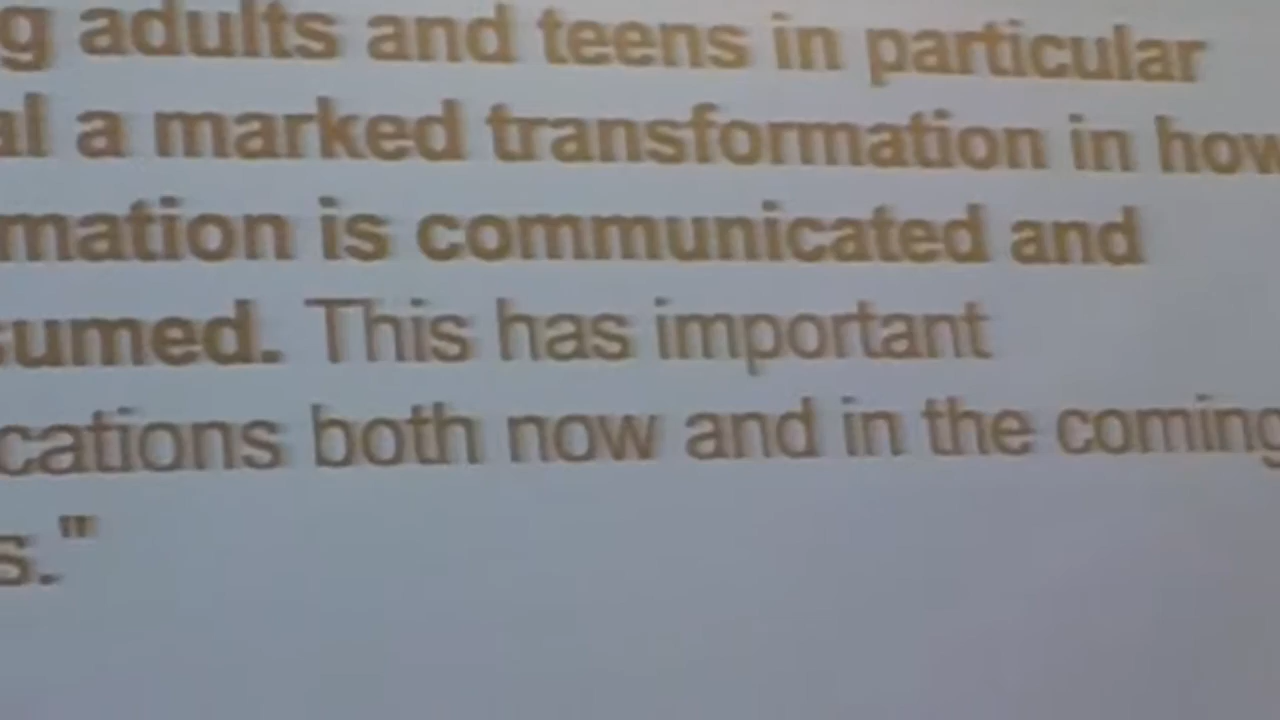 g adults and teens in particular
al a marked transformation in how
mation is communicated and
sumed. This has important
cations both now and in the coming
s."